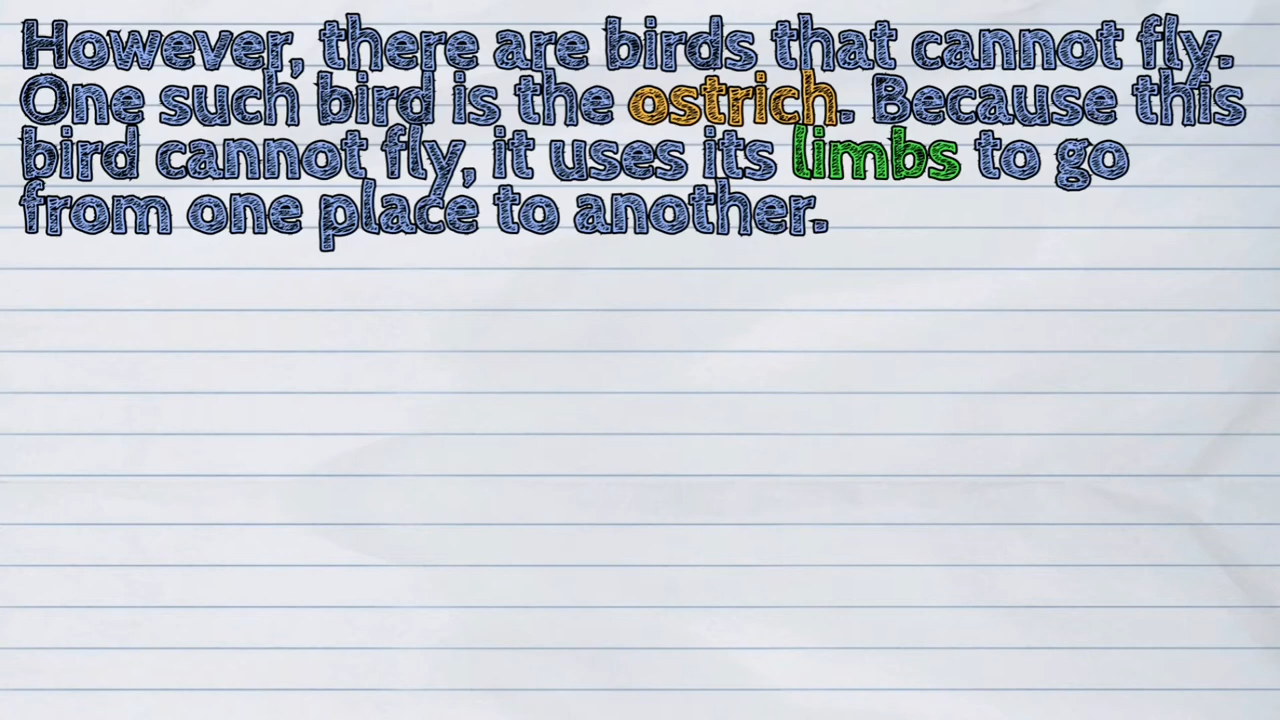 However, there are birds that cannot fly.
One such bird is the ostrich. Because this
bird cannot fly, it uses its limbs to go
from one place to another.